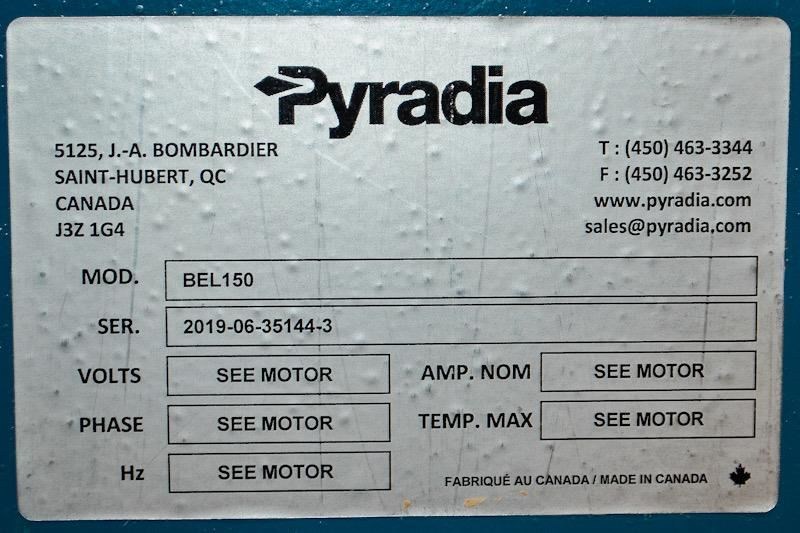 Pyradia
5125, J.-A. BOMBARDIER
SAINT-HUBERT, QC
CANADA
J3Z 1G4
T : (450) 463-3344
F : (450) 463-3252
www.pyradia.com
sales@pyradia.com
MOD. BEL150
SER. 2019-06-35144-3
VOLTS SEE MOTOR AMP. NOM SEE MOTOR
PHASE SEE MOTOR TEMP. MAX SEE MOTOR
Hz SEE MOTOR FABRIQUÉ AU CANADA / MADE IN CANADA